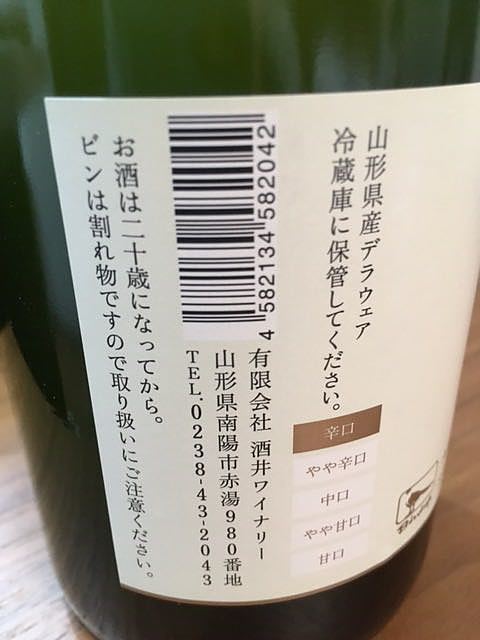 山形県産デラウェア
冷蔵庫に保管してください。
辛口
やや辛口
中口
やや甘口
甘口
4 582134 582042
有限会社 酒井ワイナリー
山形県南陽市赤湯980番地
TEL.0238-43-2043
お酒は二十歳になってから。
ビンは割れ物ですので取り扱いにご注意ください。